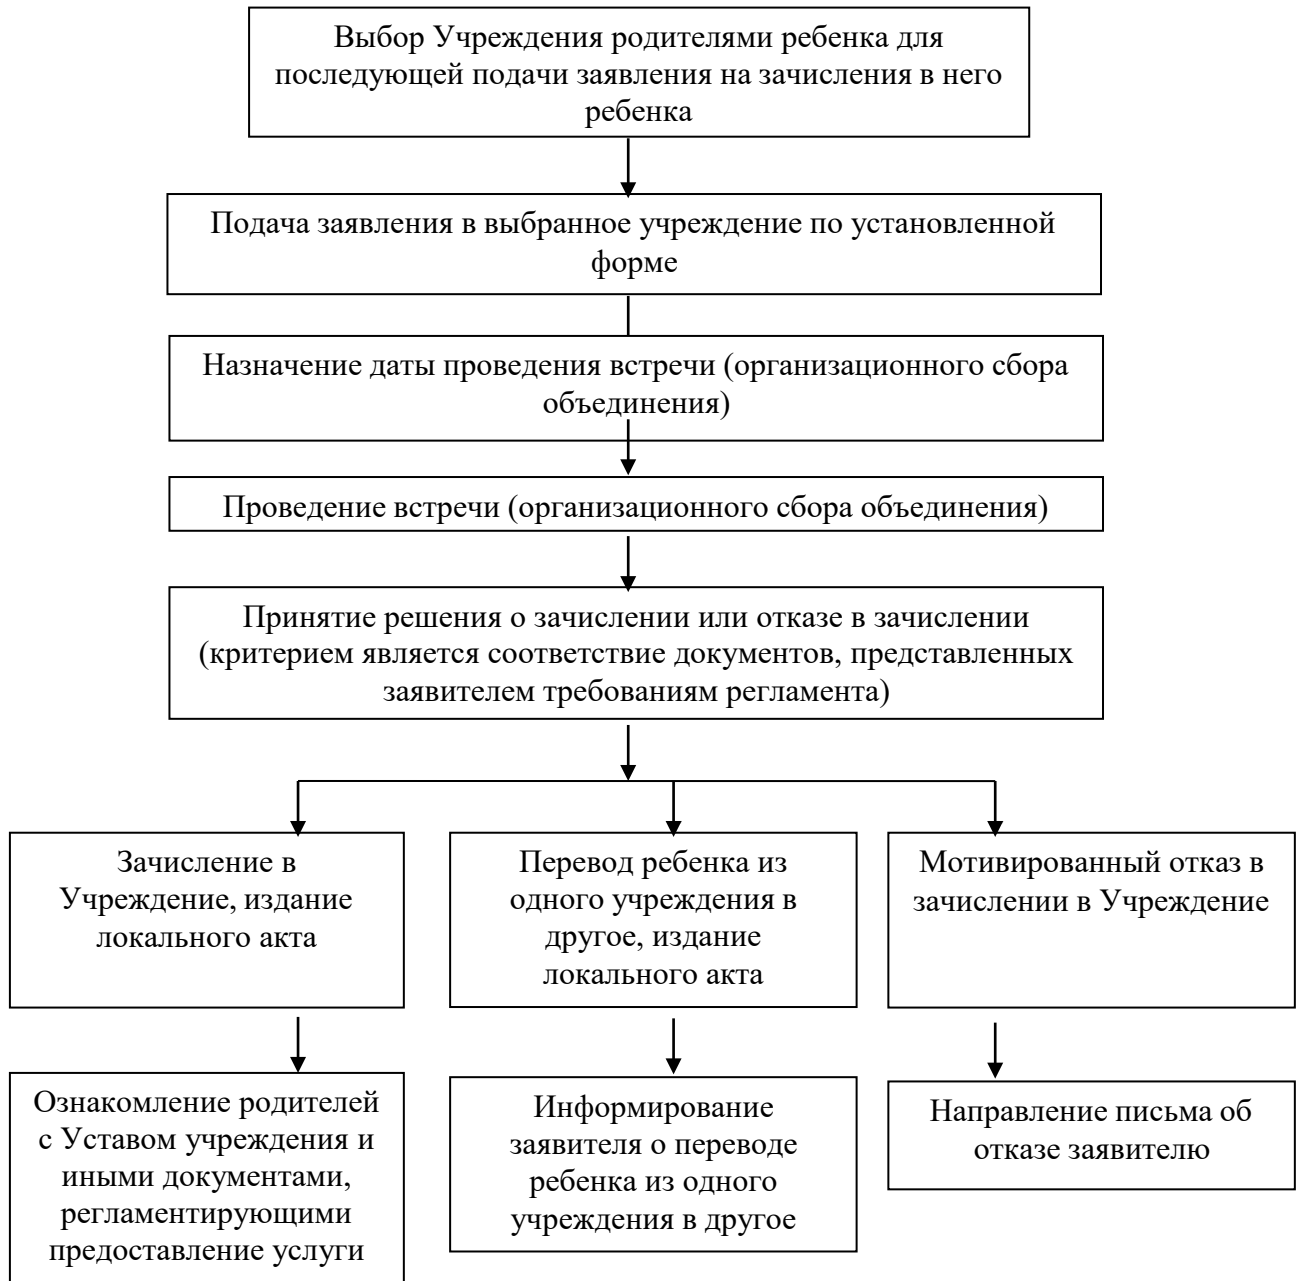 Выбор Учреждения родителями ребенка для
последующей подачи заявления на зачисления в него
ребенка
Подача заявления в выбранное учреждение по установленной
форме
Назначение даты проведения встречи (организационного сбора
объединения)
Проведение встречи (организационного сбора объединения)
Принятие решения о зачислении или отказе в зачислении
(критерием является соответствие документов, представленных
заявителем требованиям регламента)
Зачисление в
Учреждение, издание
локального акта
Перевод ребенка из
одного учреждения в
другое, издание
локального акта
Мотивированный отказ в
зачислении в Учреждение
Ознакомление родителей
с Уставом учреждения и
иными документами,
регламентирующими
предоставление услуги
Информирование
заявителя о переводе
ребенка из одного
учреждения в другое
Направление письма об
отказе заявителю